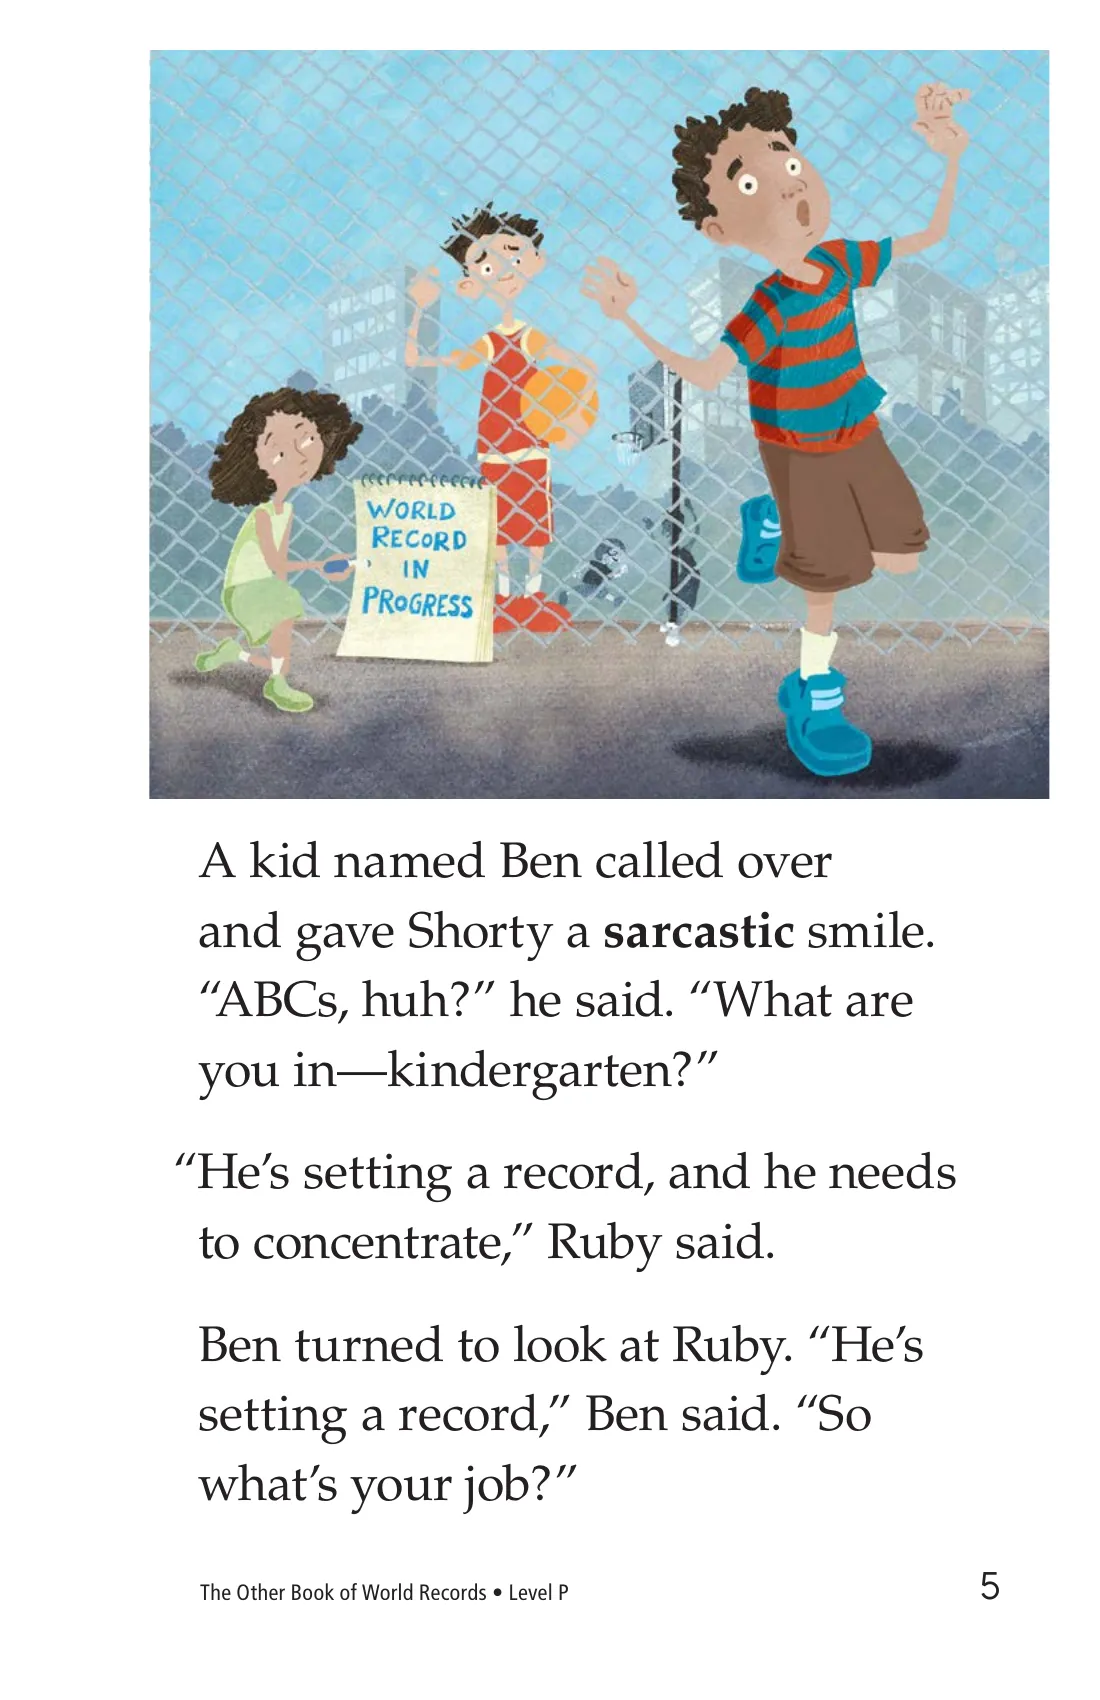 WORLD
RECORD
IN
PROGRESS
A kid named Ben called over
and gave Shorty a sarcastic smile.
“ABCs, huh?” he said. “What are
you in—kindergarten?”
“He’s setting a record, and he needs
to concentrate,” Ruby said.
Ben turned to look at Ruby. “He’s
setting a record,” Ben said. “So
what’s your job?”
The Other Book of World Records • Level P
5